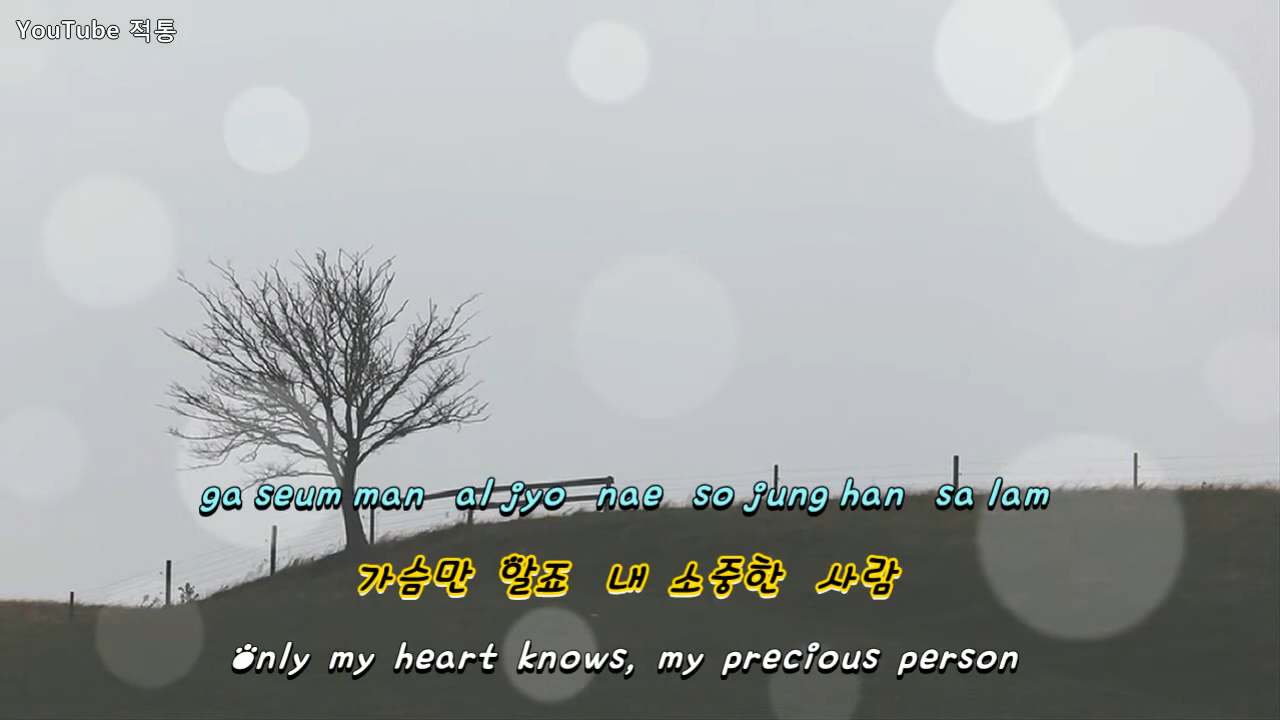 YouTube 적통
ga seum man al jyo nae so jung han sa lam
가슴만 할죠 내 소중한 사람
Only my heart knows, my precious person